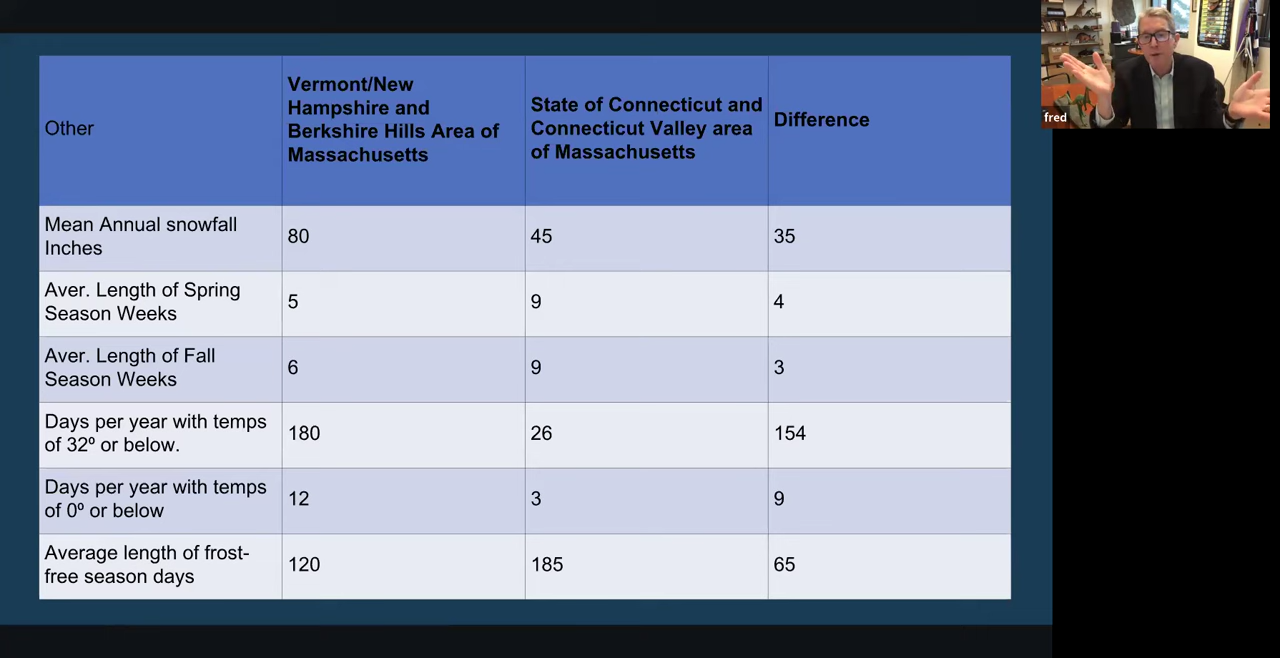 Other
Vermont/New
Hampshire and
Berkshire Hills Area of
Massachusetts
State of Connecticut and
Connecticut Valley area
of Massachusetts
Difference
Mean Annual snowfall
Inches
80
45
35
Aver. Length of Spring
Season Weeks
5
9
4
Aver. Length of Fall
Season Weeks
6
9
3
Days per year with temps
of 32º or below.
180
26
154
Days per year with temps
of 0º or below
12
3
9
Average length of frost-
free season days
120
185
65
fred